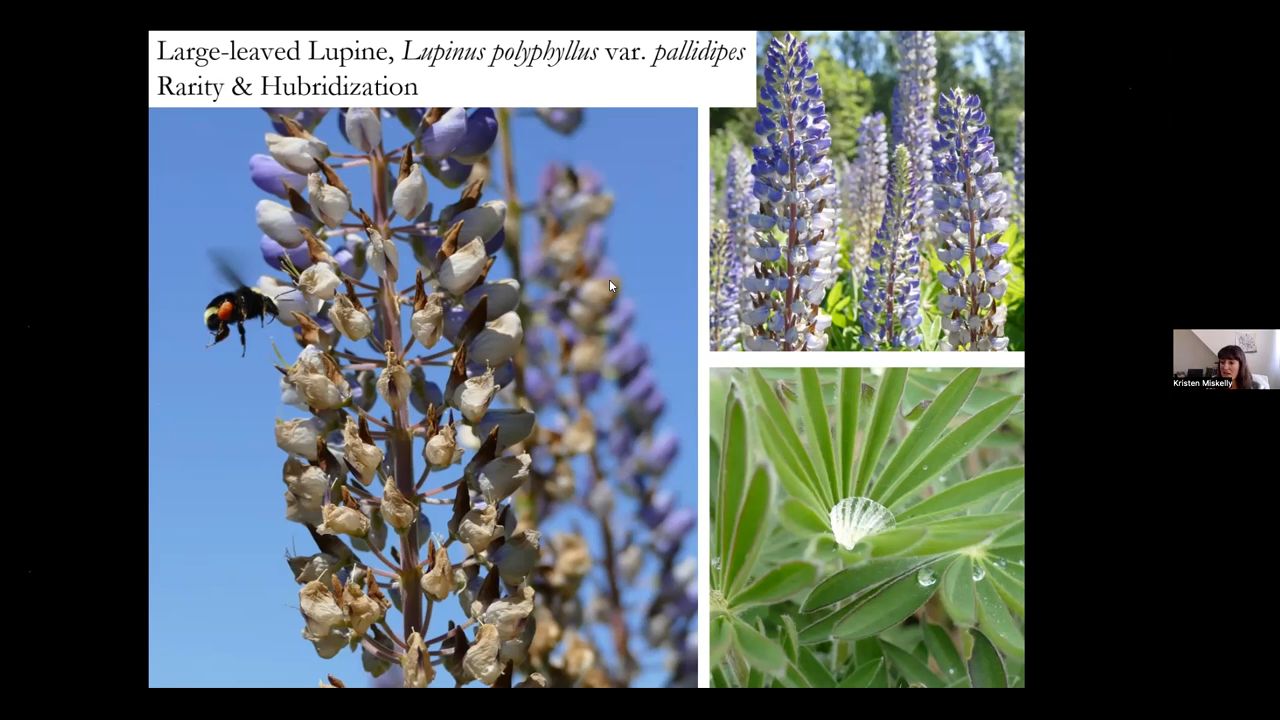 Large-leaved Lupine, Lupinus polyphyllus var. pallidipes
Rarity & Hubridization
Kristen Miskelly